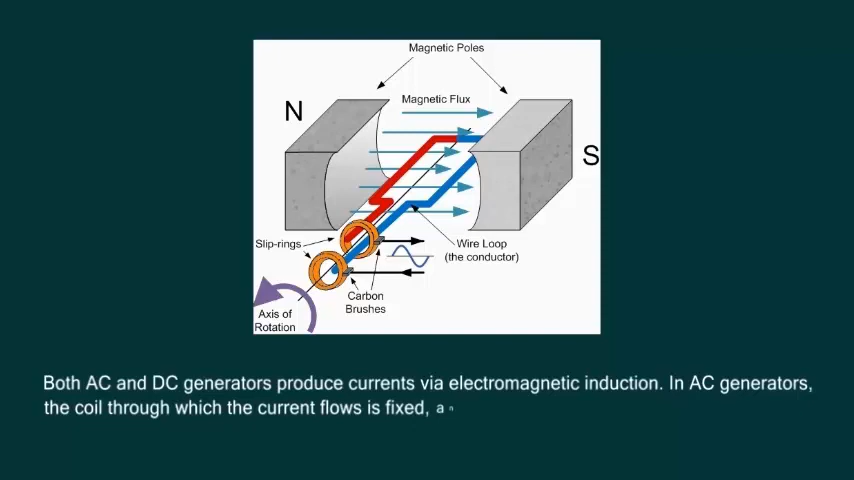 Magnetic Poles
N
Magnetic Flux
S
Slip-rings
Wire Loop
(the conductor)
Carbon
Brushes
Axis of
Rotation
Both AC and DC generators produce currents via electromagnetic induction. In AC generators,
the coil through which the current flows is fixed, a n